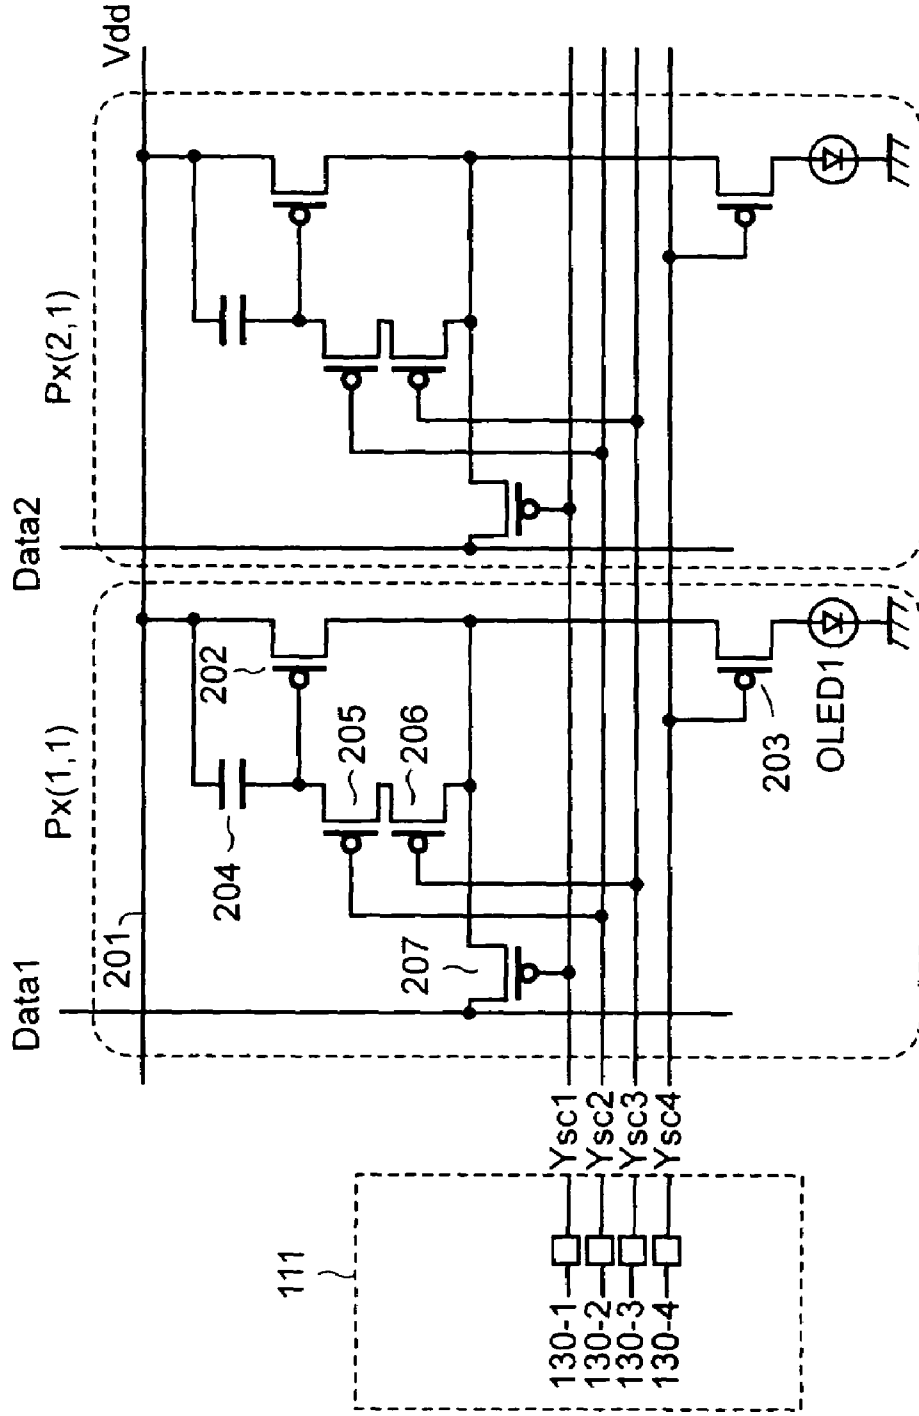 Vdd
Data2
Px(2,1)
Data1
Px(1,1)
201
202
204
205
206
207
203
OLED1
Ysc1
Ysc2
Ysc3
Ysc4
111
130-1
130-2
130-3
130-4